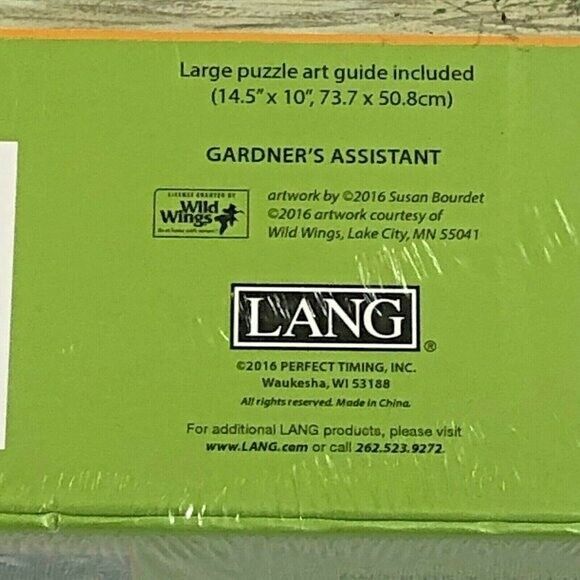 Large puzzle art guide included
(14.5" x 10", 73.7 x 50.8cm)
GARDNER'S ASSISTANT
LICENSE GRANTED BY
Wild
Wings
artwork by ©2016 Susan Bourdet
©2016 artwork courtesy of
Wild Wings, Lake City, MN 55041
LANG®
©2016 PERFECT TIMING, INC.
Waukesha, WI 53188
All rights reserved. Made in China.
For additional LANG products, please visit
www.LANG.com or call 262.523.9272.